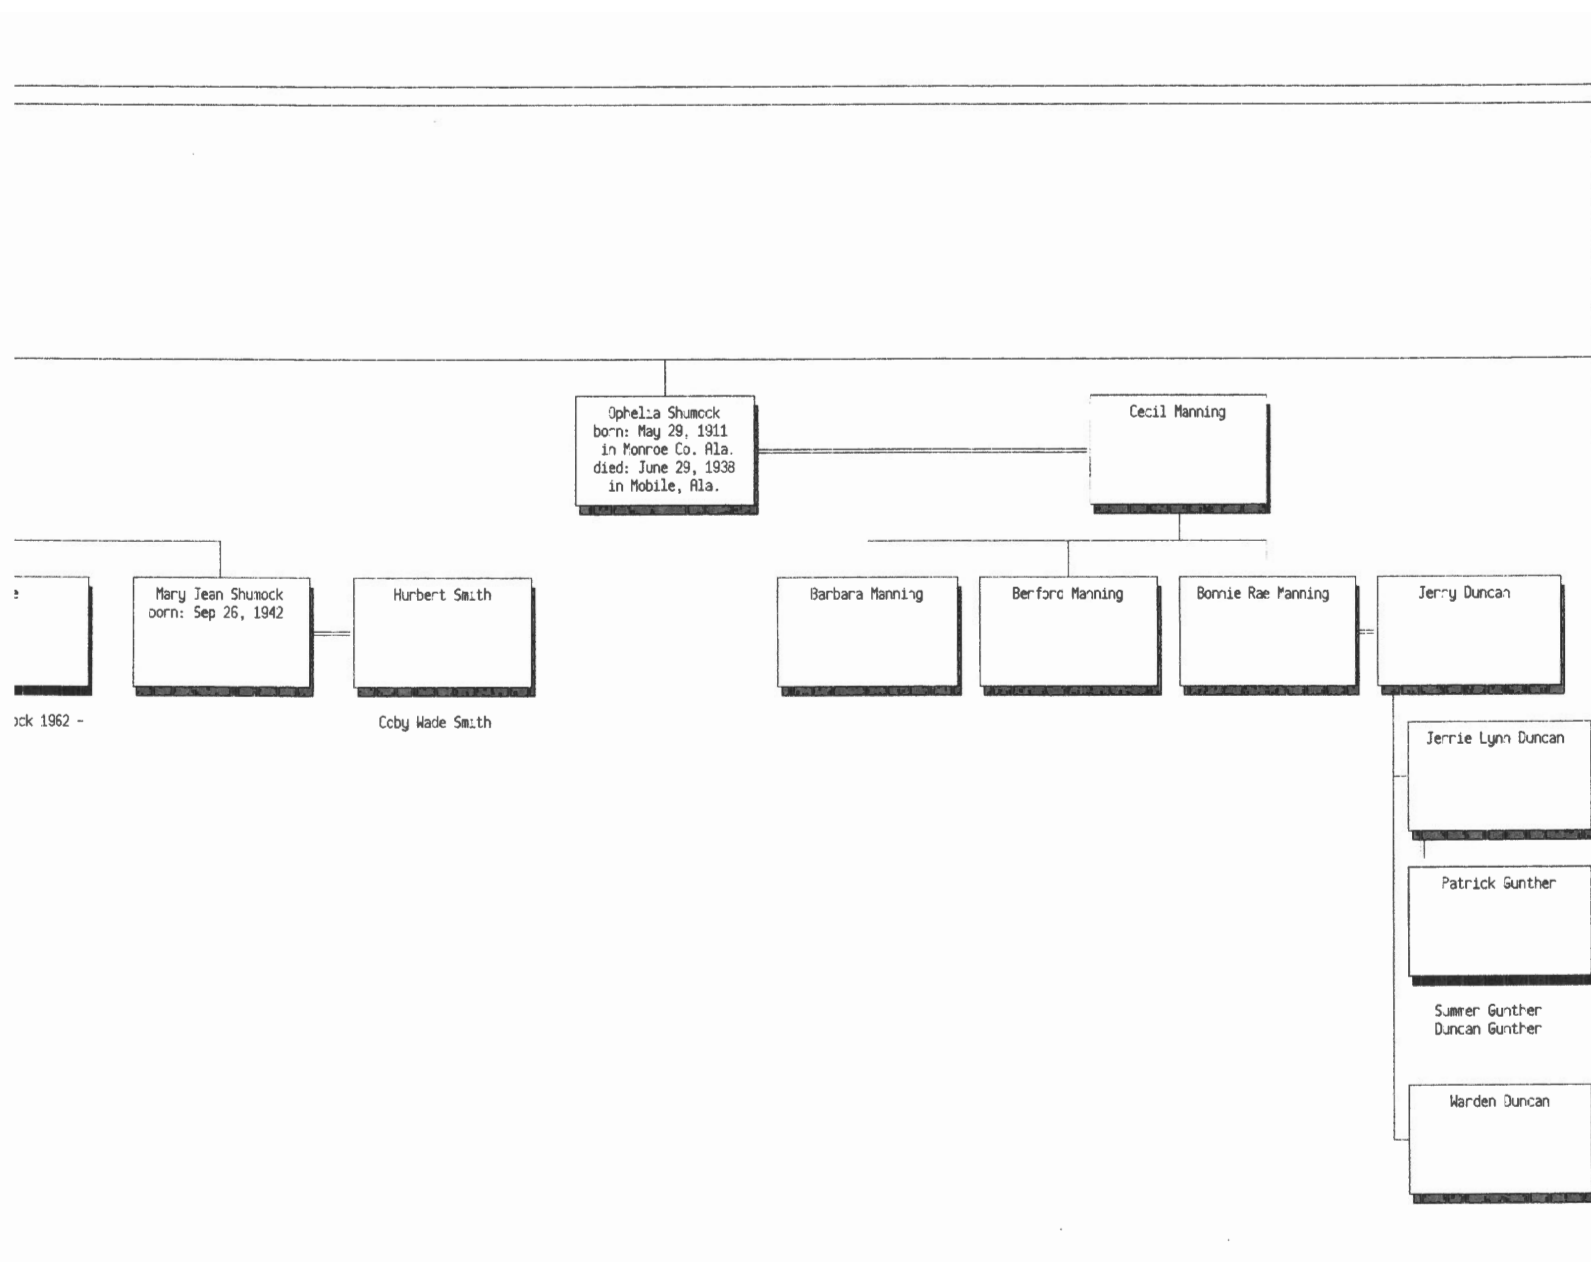 Ophelia Shumock
born: May 29, 1911
in Monroe Co. Ala.
died: June 29, 1938
in Mobile, Ala.
Cecil Manning
e
Mary Jean Shumock
born: Sep 26, 1942
Hurbert Smith
Barbara Manning
Berford Manning
Bonnie Rae Manning
Jerry Duncan
ock 1962 -
Coby Wade Smith
Jerrie Lynn Duncan
Patrick Gunther
Summer Gunther
Duncan Gunther
Warden Duncan